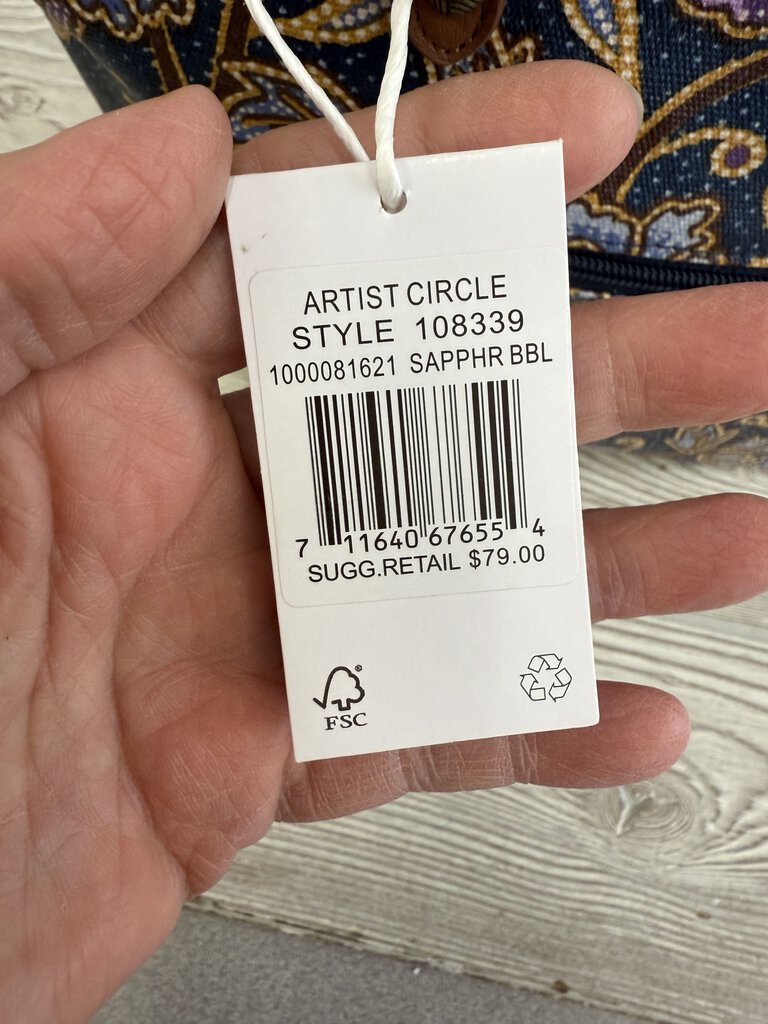 ARTIST CIRCLE
STYLE 108339
1000081621 SAPPHR BBL
7 11640 67655 4
SUGG.RETAIL $79.00
FSC®